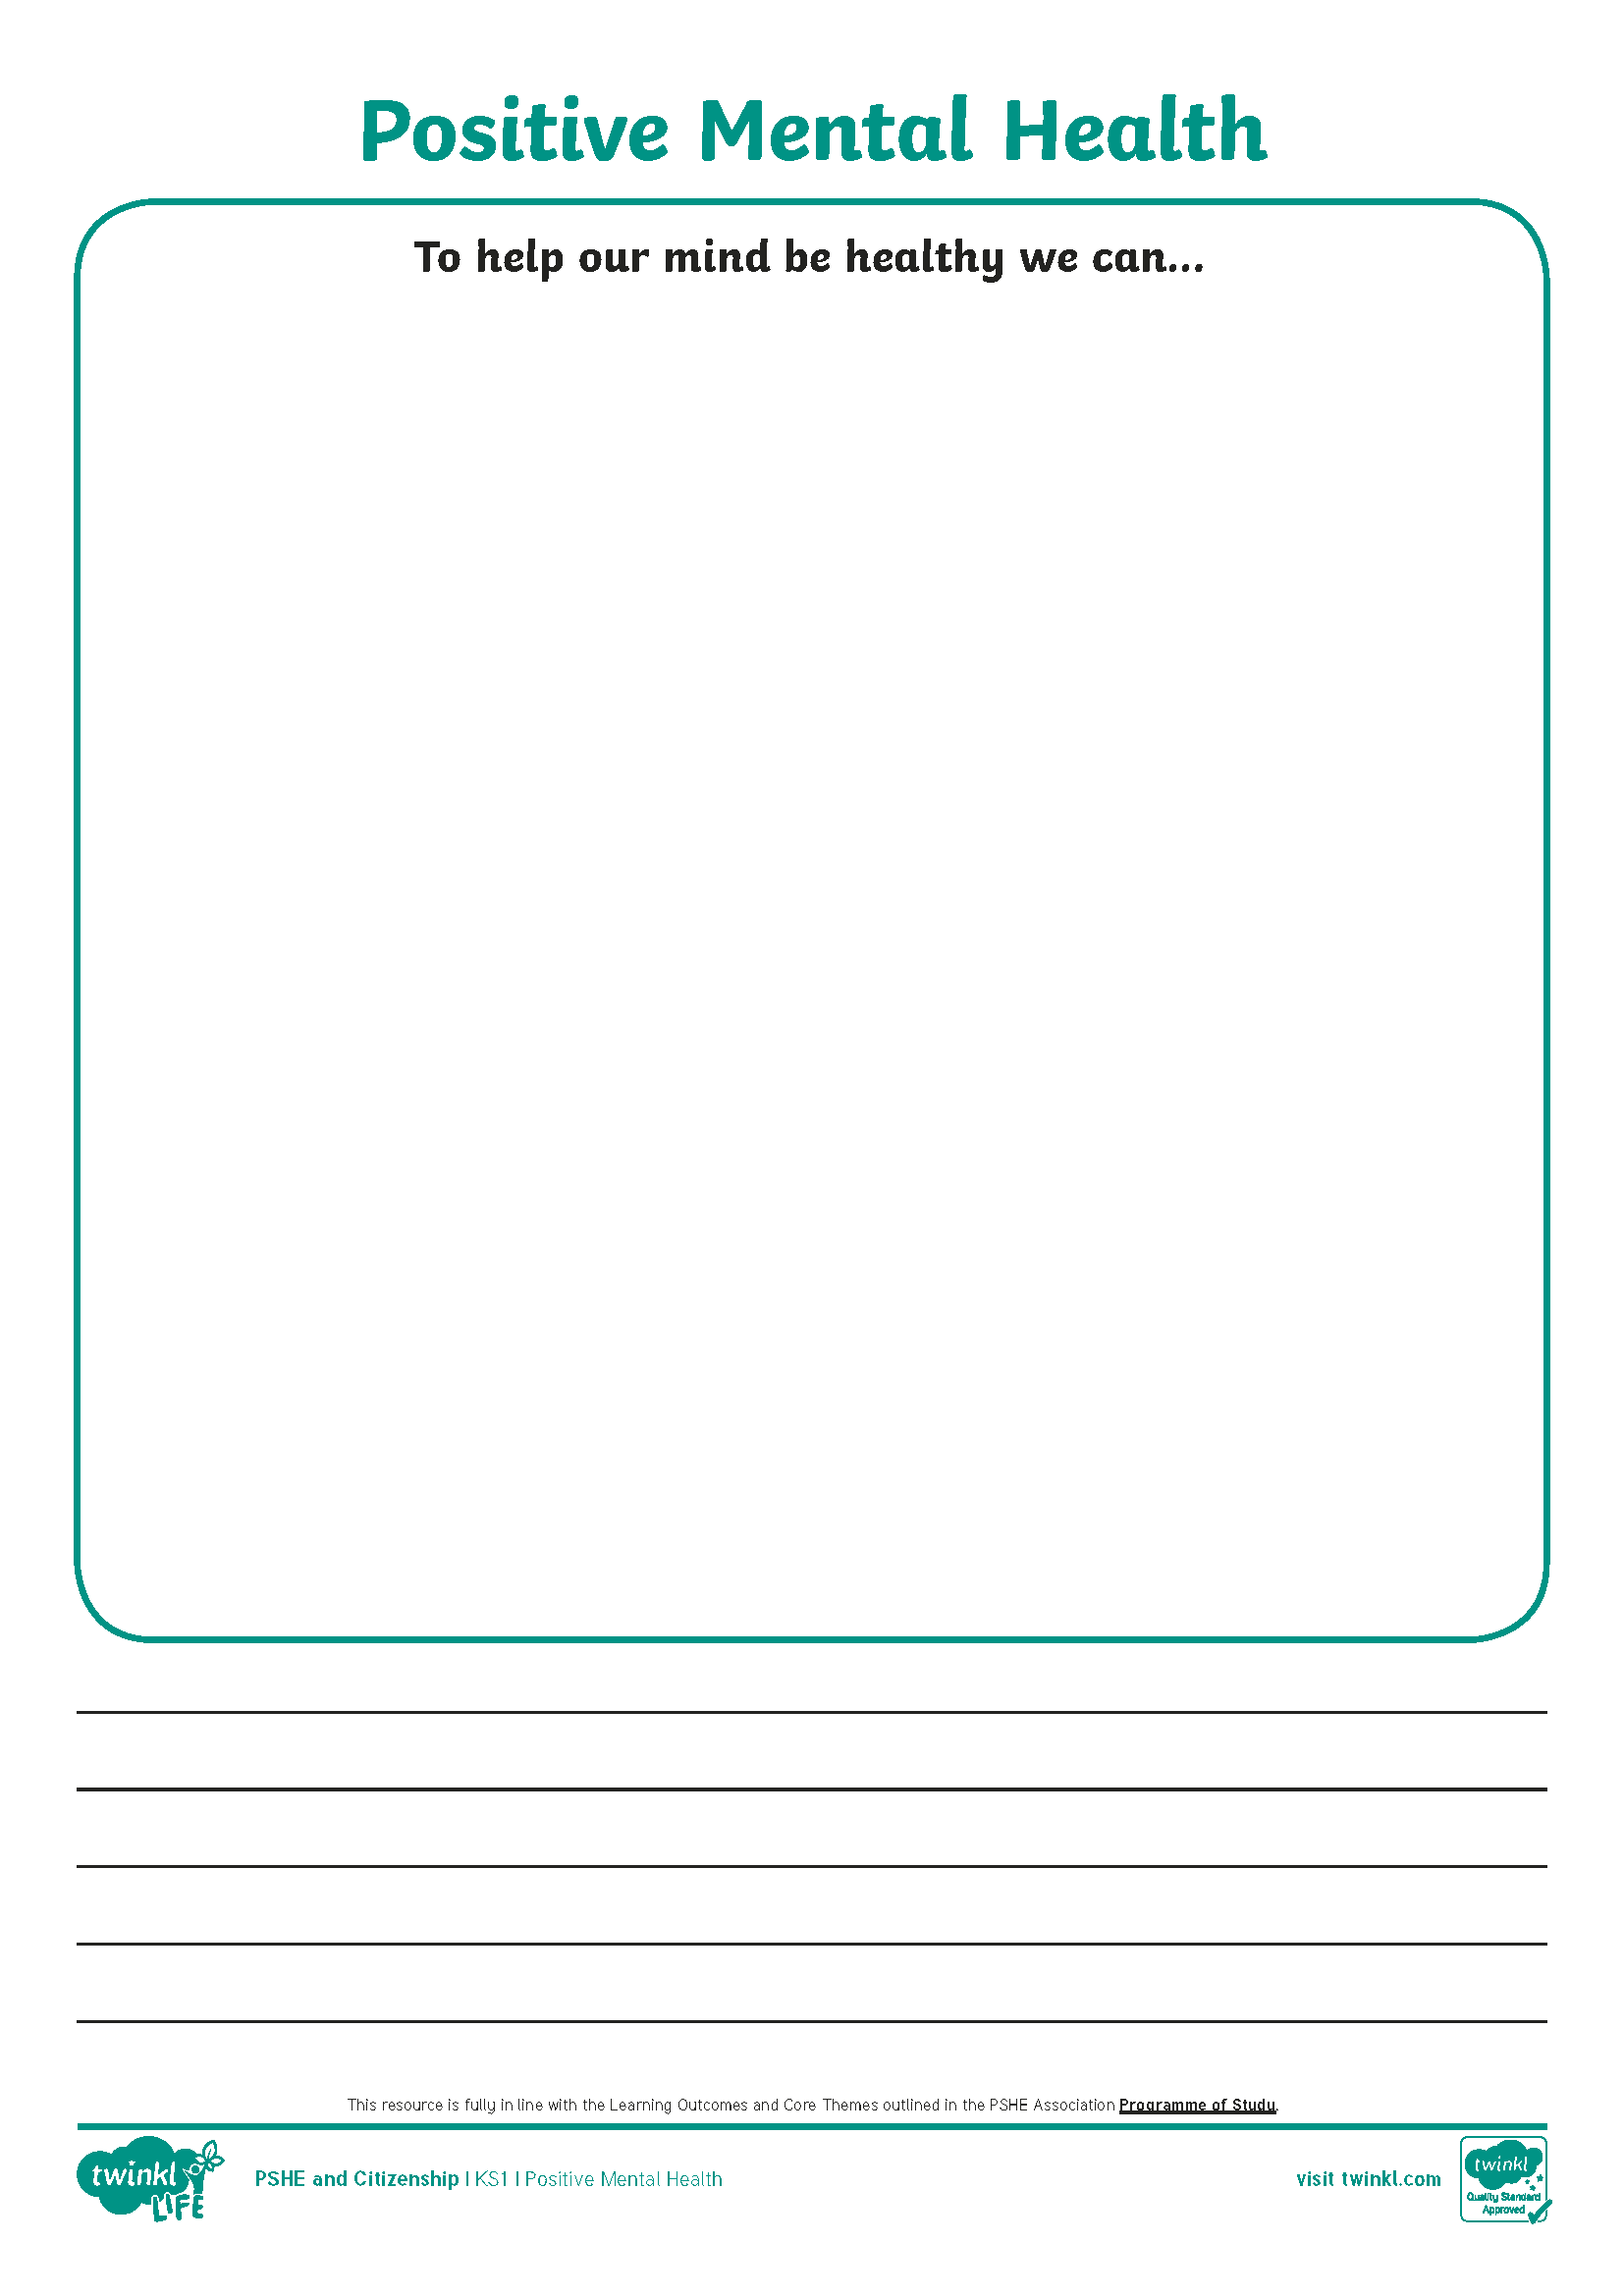 Positive Mental Health
To help our mind be healthy we can...
This resource is fully in line with the Learning Outcomes and Core Themes outlined in the PSHE Association Programme of Study.
twinkl
LIFE
PSHE and Citizenship | KS1 | Positive Mental Health
visit twinkl.com
twinkl
Quality Standard
Approved